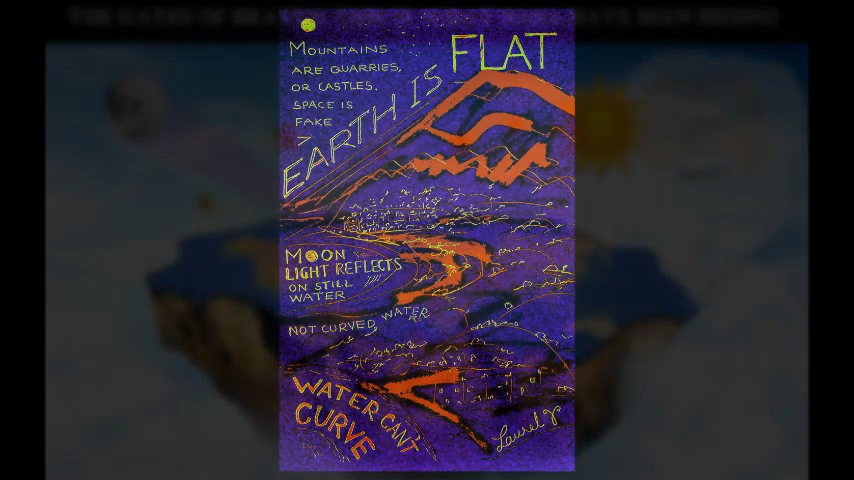 MOUNTAINS
ARE QUARRIES,
OR CASTLES.
SPACE IS
FAKE
EARTH IS FLAT
MOON
LIGHT REFLECTS
ON STILL
WATER
NOT CURVED, WATER
WATER CAN'T
CURVE